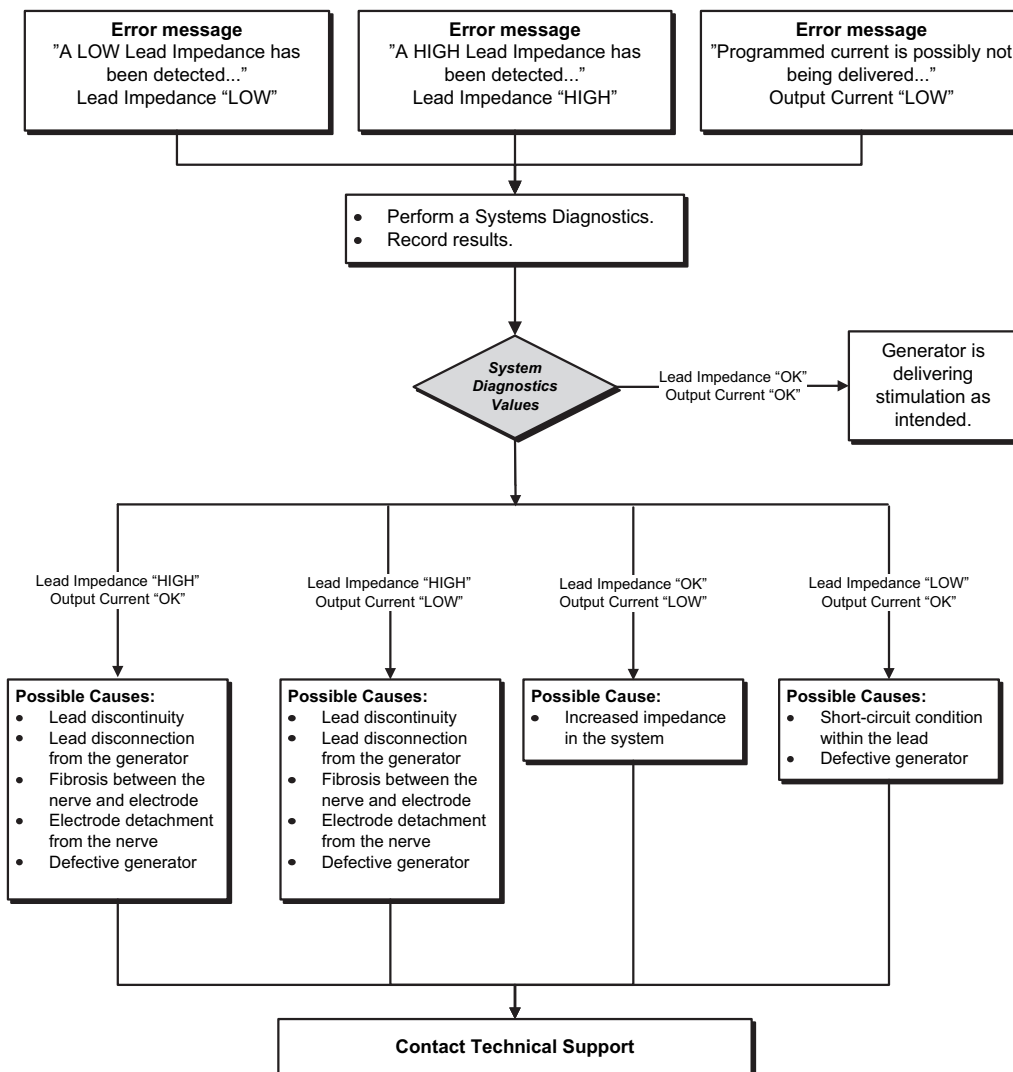 Error message
”A LOW Lead Impedance has
been detected...”
Lead Impedance “LOW”
Error message
”A HIGH Lead Impedance has
been detected...”
Lead Impedance “HIGH”
Error message
”Programmed current is possibly not
being delivered...”
Output Current “LOW”
• Perform a Systems Diagnostics.
• Record results.
System
Diagnostics
Values
Lead Impedance “OK”
Output Current “OK”
Generator is
delivering
stimulation as
intended.
Lead Impedance “HIGH”
Output Current “OK”
Lead Impedance “HIGH”
Output Current “LOW”
Lead Impedance “OK”
Output Current “LOW”
Lead Impedance “LOW”
Output Current “OK”
Possible Causes:
• Lead discontinuity
• Lead disconnection
from the generator
• Fibrosis between the
nerve and electrode
• Electrode detachment
from the nerve
• Defective generator
Possible Causes:
• Lead discontinuity
• Lead disconnection
from the generator
• Fibrosis between the
nerve and electrode
• Electrode detachment
from the nerve
• Defective generator
Possible Cause:
• Increased impedance
in the system
Possible Causes:
• Short-circuit condition
within the lead
• Defective generator
Contact Technical Support